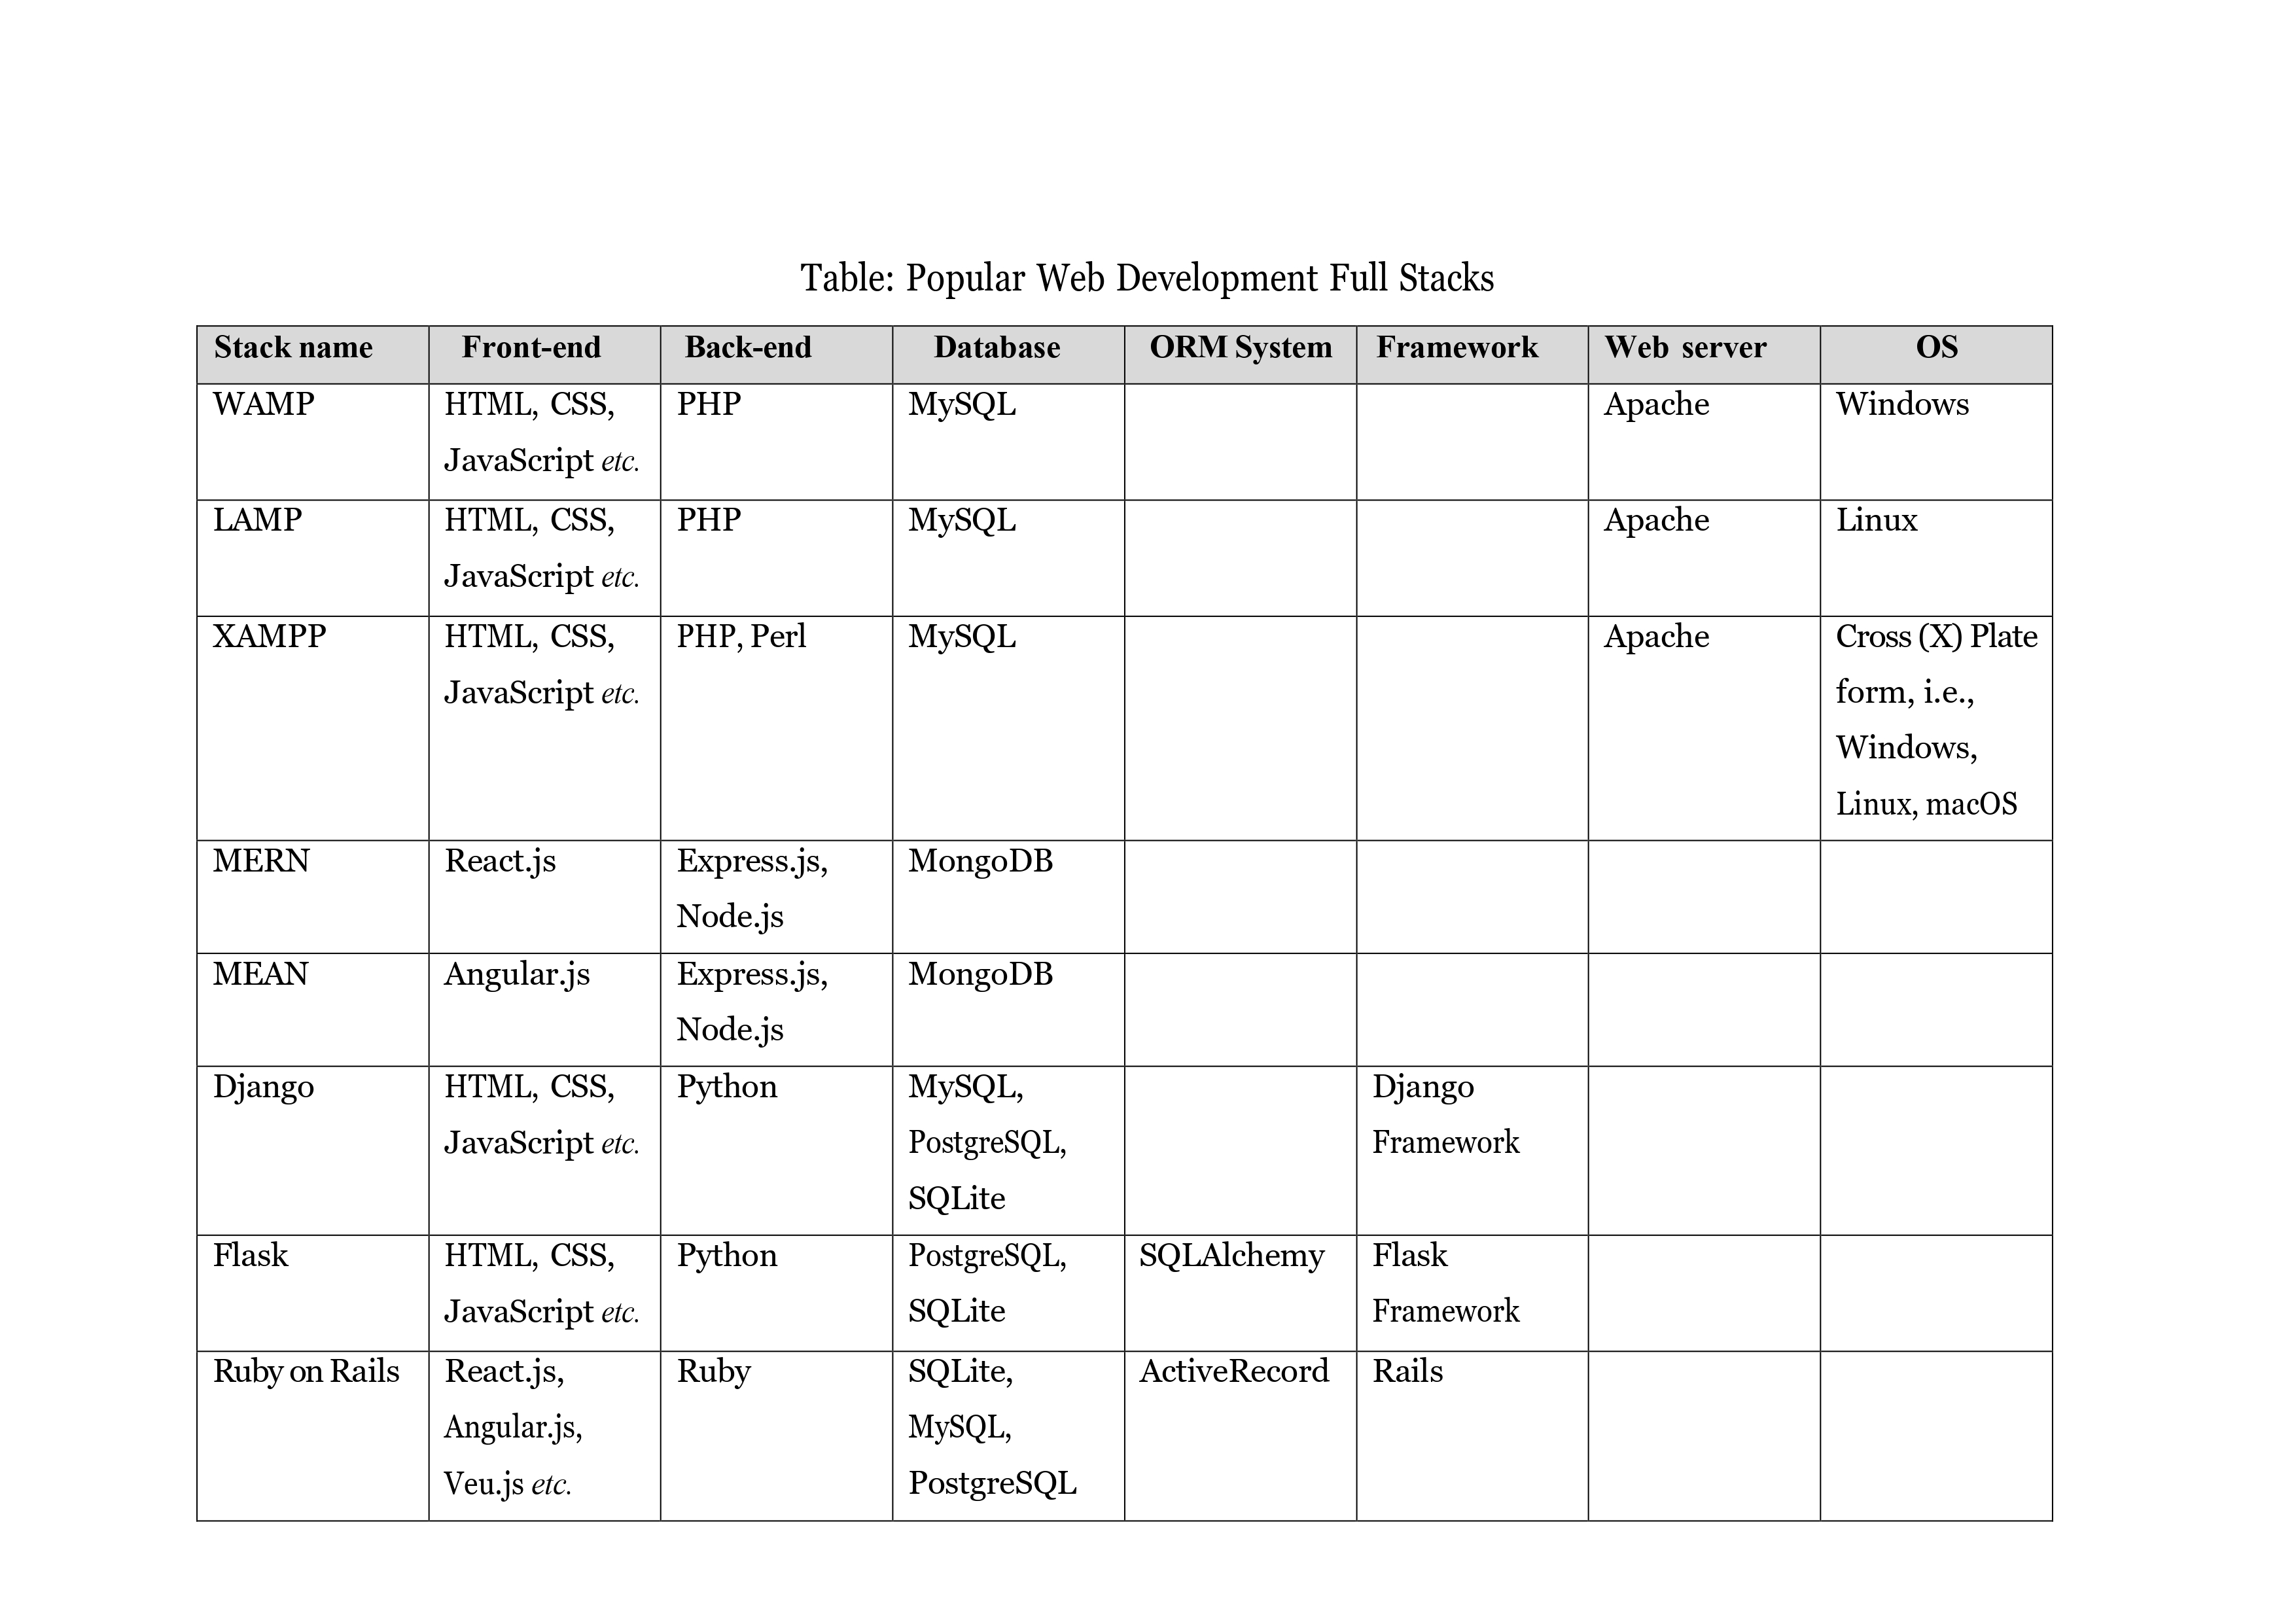 Table: Popular Web Development Full Stacks
Stack name Front-end Back-end Database ORM System Framework Web server OS
WAMP HTML, CSS, PHP MySQL Apache Windows
JavaScript etc.
LAMP HTML, CSS, PHP MySQL Apache Linux
JavaScript etc.
XAMPP HTML, CSS, PHP, Perl MySQL Apache Cross (X) Plate
JavaScript etc. form, i.e.,
Windows,
Linux, macOS
MERN React.js Express.js, MongoDB
Node.js
MEAN Angular.js Express.js, MongoDB
Node.js
Django HTML, CSS, Python MySQL, Django
JavaScript etc. PostgreSQL, Framework
SQLite
Flask HTML, CSS, Python PostgreSQL, SQLAlchemy Flask
JavaScript etc. SQLite Framework
Ruby on Rails React.js, Ruby SQLite, ActiveRecord Rails
Angular.js, MySQL,
Veu.js etc. PostgreSQL